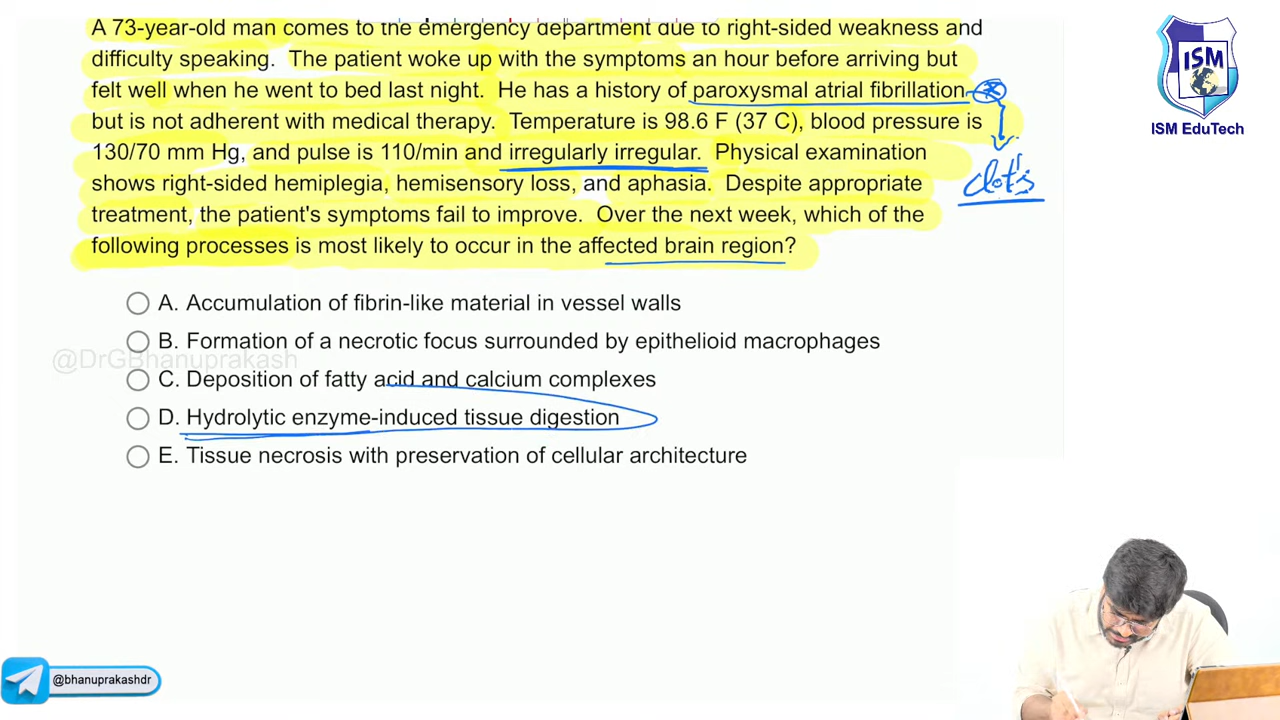 A 73-year-old man comes to the emergency department due to right-sided weakness and
difficulty speaking. The patient woke up with the symptoms an hour before arriving but
felt well when he went to bed last night. He has a history of paroxysmal atrial fibrillation
but is not adherent with medical therapy. Temperature is 98.6 F (37 C), blood pressure is
130/70 mm Hg, and pulse is 110/min and irregularly irregular. Physical examination
shows right-sided hemiplegia, hemisensory loss, and aphasia. Despite appropriate
treatment, the patient's symptoms fail to improve. Over the next week, which of the
following processes is most likely to occur in the affected brain region?
clots
A. Accumulation of fibrin-like material in vessel walls
B. Formation of a necrotic focus surrounded by epithelioid macrophages
@DrGBhanuprakash
C. Deposition of fatty acid and calcium complexes
D. Hydrolytic enzyme-induced tissue digestion
E. Tissue necrosis with preservation of cellular architecture
ISM
ISM EduTech
@bhanuprakashdr